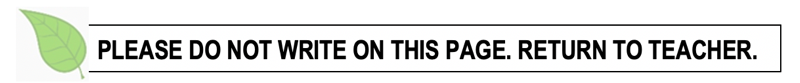 PLEASE DO NOT WRITE ON THIS PAGE. RETURN TO TEACHER.